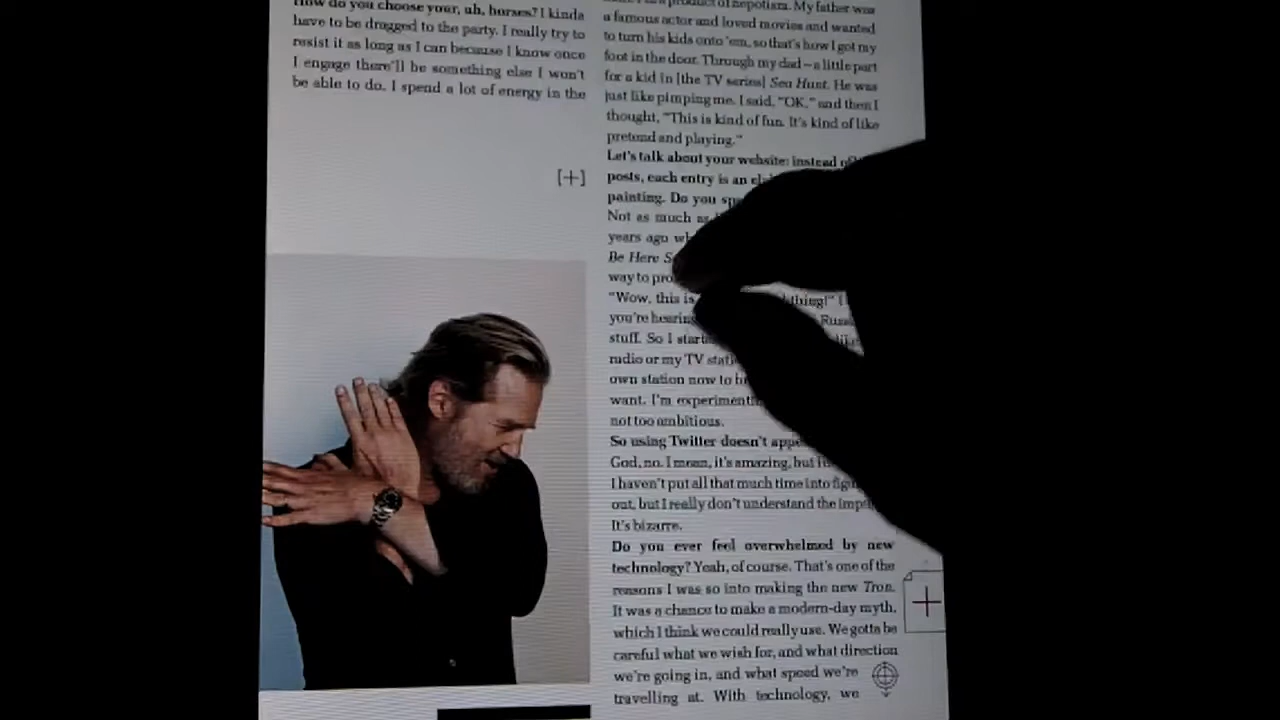 How do you choose your, uh, horses? I kinda
have to be dragged to the party. I really try to
resist it as long as I can because I know once
I engage there'll be something else I won't
be able to do. I spend a lot of energy in the
[+]
product of nepotism. My father was
a famous actor and loved movies and wanted
to turn his kids onto 'em, so that's how I got my
foot in the door. Through my dad – a little part
for a kid in [the TV series] Sea Hunt. He was
just like pimping me. I said, "OK," and then I
thought, "This is kind of fun. It's kind of like
pretend and playing."
Let's talk about your website: instead of
posts, each entry is an
painting. Do you
Not as much as
years ago
Be Here
way to
"Wow, this is thing!" I
you're hearing
stuff. So I
radio or my TV
own station now to
want. I'm
not too ambitious.
So using Twitter doesn't
God, no. I mean, it's amazing, but
I haven't put all that much time into
out, but I really don't understand the
It's bizarre.
Do you ever feel overwhelmed by new
technology? Yeah, of course. That's one of the
reasons I was so into making the new Tron.
It was a chance to make a modern-day myth,
which I think we could really use. We gotta be
careful what we wish for, and what direction
we're going in, and what speed we're
travelling at. With technology, we